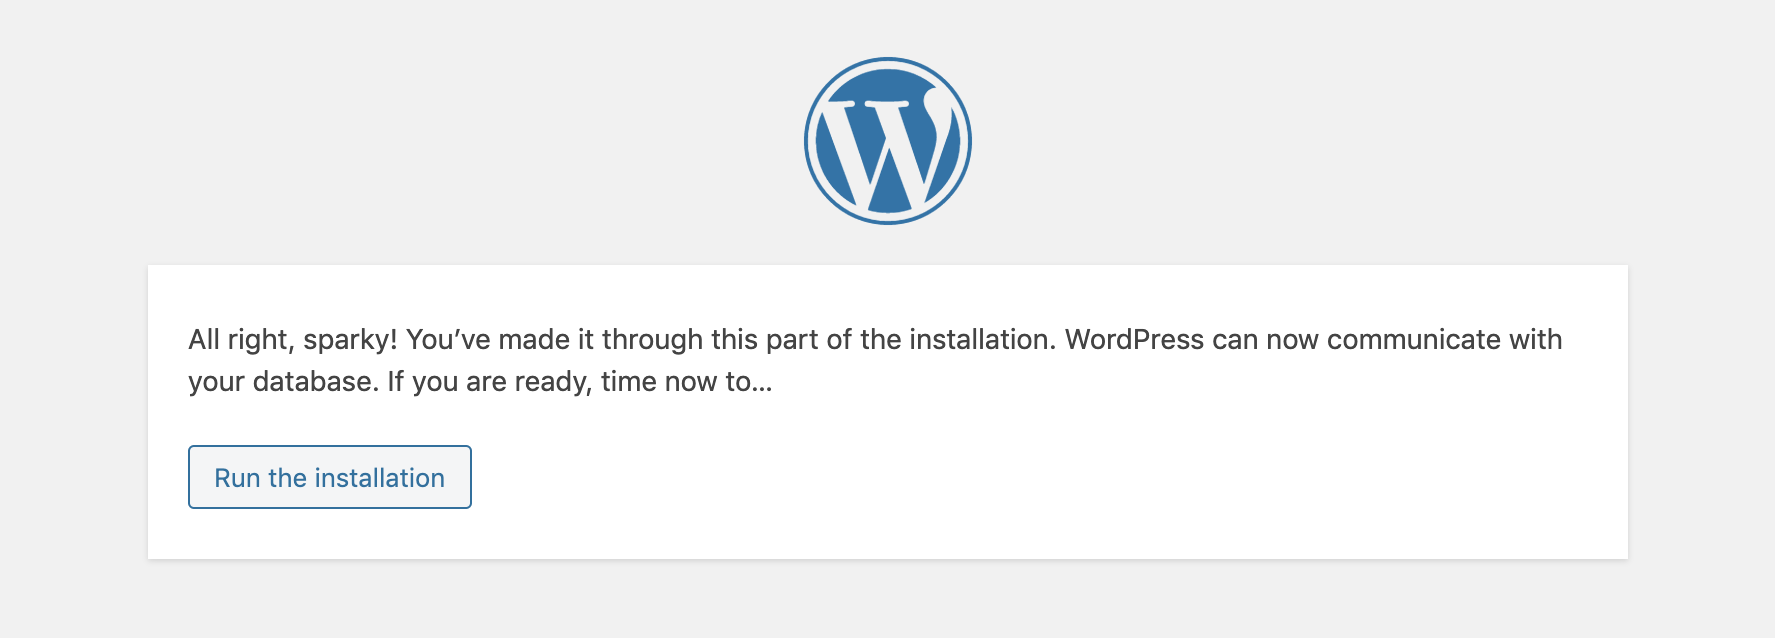 All right, sparky! You’ve made it through this part of the installation. WordPress can now communicate with
your database. If you are ready, time now to…
Run the installation